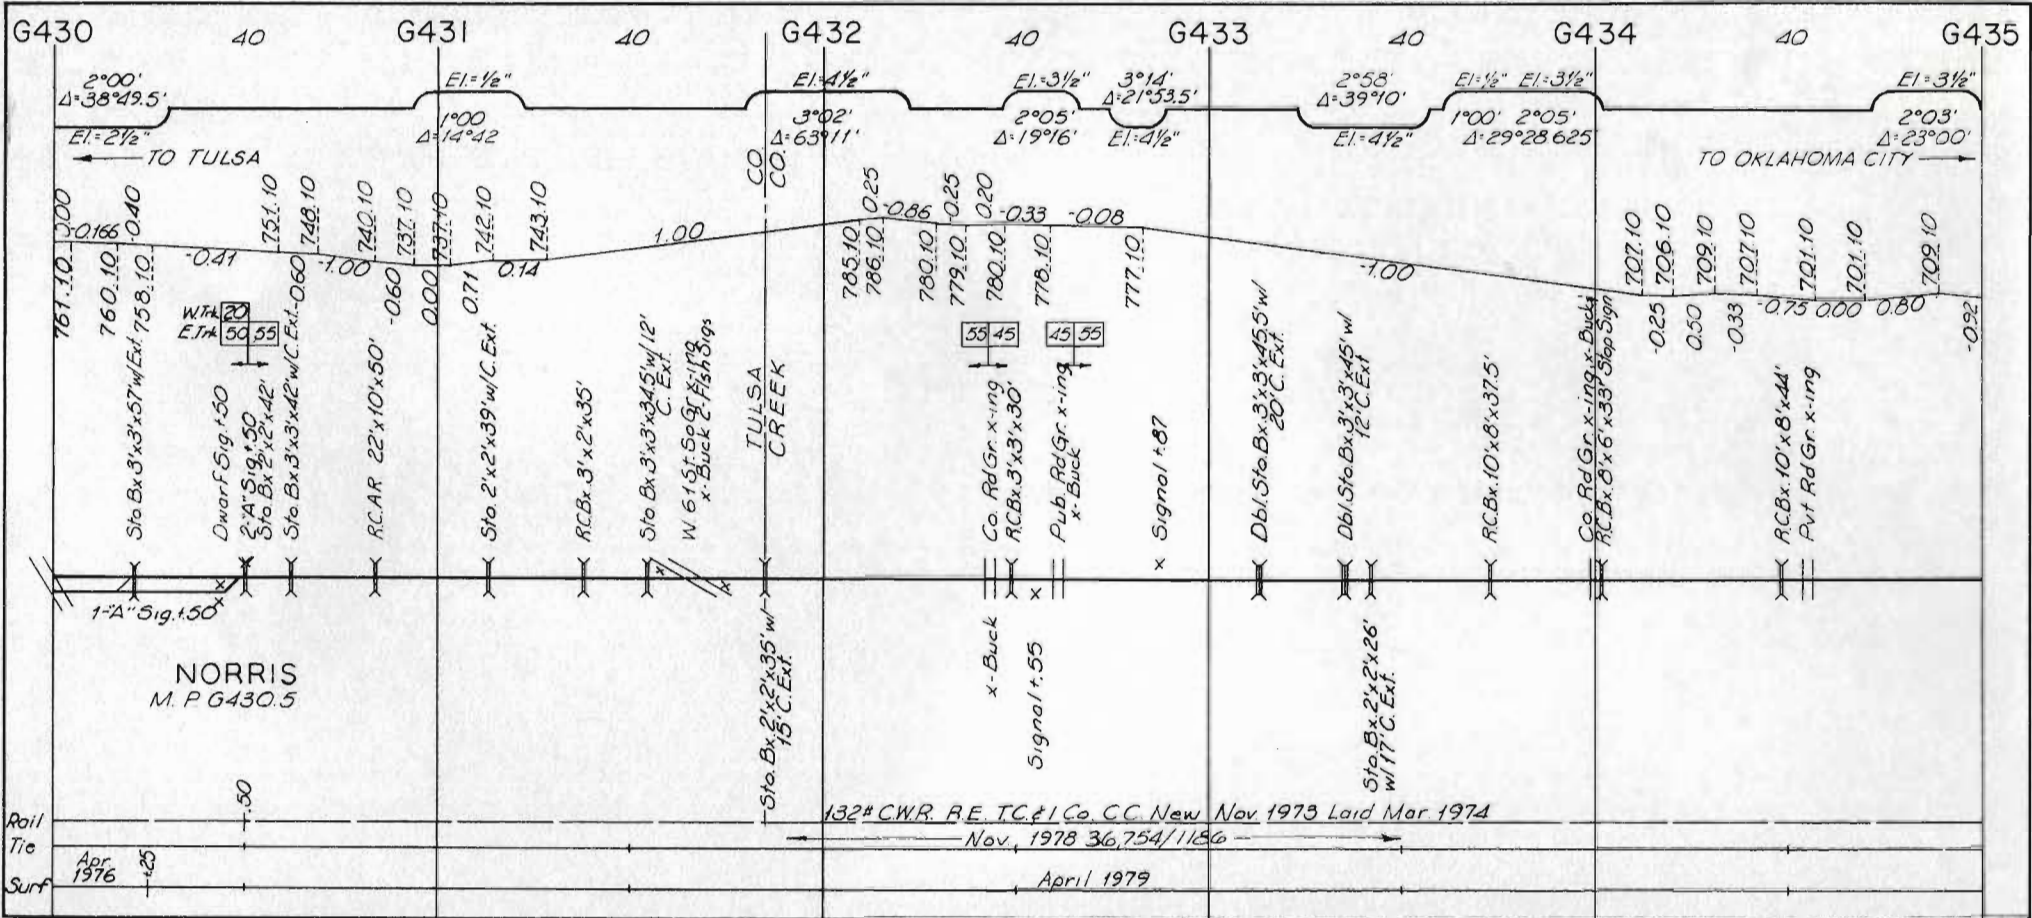 G430 40 G431 40 G432 40 G433 40 G434 40 G435
2°00'
Δ=38°49.5'
El.=2½"
El.=½"
1°00
Δ=14°42
El.=4½"
3°02'
Δ=63°11'
El.=3½"
2°05'
Δ=19°16'
3°14'
Δ=21°53.5'
El.=4½"
2°58'
Δ=39°10'
El.=4½"
El.=½" El.=3½"
1°00' 2°05'
Δ=29°28.625'
El.=3½"
2°03'
Δ=23°00'
TO TULSA
TO OKLAHOMA CITY
CO.
CO.
TULSA
CREEK
761.10
0.00
-0.166
760.10
-0.40
758.10
-0.41
751.10
-0.60
748.10
-1.00
740.10
-0.60
737.10
0.00
737.10
0.71
742.10
0.14
743.10
1.00
785.10
0.25
786.10
-0.86
780.10
-0.25
779.10
0.20
780.10
-0.33
778.10
-0.08
777.10
-1.00
707.10
-0.25
706.10
0.50
709.10
-0.33
707.10
-0.75
701.10
0.00
701.10
0.80
709.10
-0.92
W.Trk. 20
E.Trk. 50 55
55 45
45 55
Sto.Bx.3'x3'x57'w/Ext.
Dwarf Sig.+.50
2-"A" Sig.+.50
Sto.Bx.2'x2'x42'
Sto.Bx.3'x3'x42'w/C.Ext.
R.C.AR. 22'x10'x50'
Sto. 2'x2'x39'w/C.Ext.
R.C.Bx.3'x2'x35'
Sto.Bx.3'x3'x34.5'w/12'
C. Ext.
W. 61 St. So Gr x-ing
x-Buck 2-FlshSigs
Sto.Bx.2'x2'x35'w/
15'C.Ext.
Co. Rd Gr. x-ing
x-Buck
R.C.Bx.3'x3'x30'
Signal +.55
Pub. Rd Gr. x-ing
x-Buck
Signal +.87
Dbl.Sto.Bx.3'x3'x45.5'w/
20'C.Ext.
Dbl.Sto.Bx.3'x3'x45'w/
12'C.Ext
Sto.Bx.2'x2'x26'
w/17'C.Ext.
R.C.Bx.10'x8'x37.5'
Co. Rd Gr. x-ing.x-Bucks
Stop Sign
R.C.Bx.8'x6'x33'
R.C.Bx.10'x8'x44'
Pvt Rd Gr. x-ing
1-"A" Sig.+.50
NORRIS
M. P. G430.5
.50
Rail
132# C.W.R. R.E. T.C.&I Co. C.C. New Nov. 1973 Laid Mar. 1974
Tie
Nov., 1978 36,754/1186
Surf
Apr.
1976
+.25
April 1979